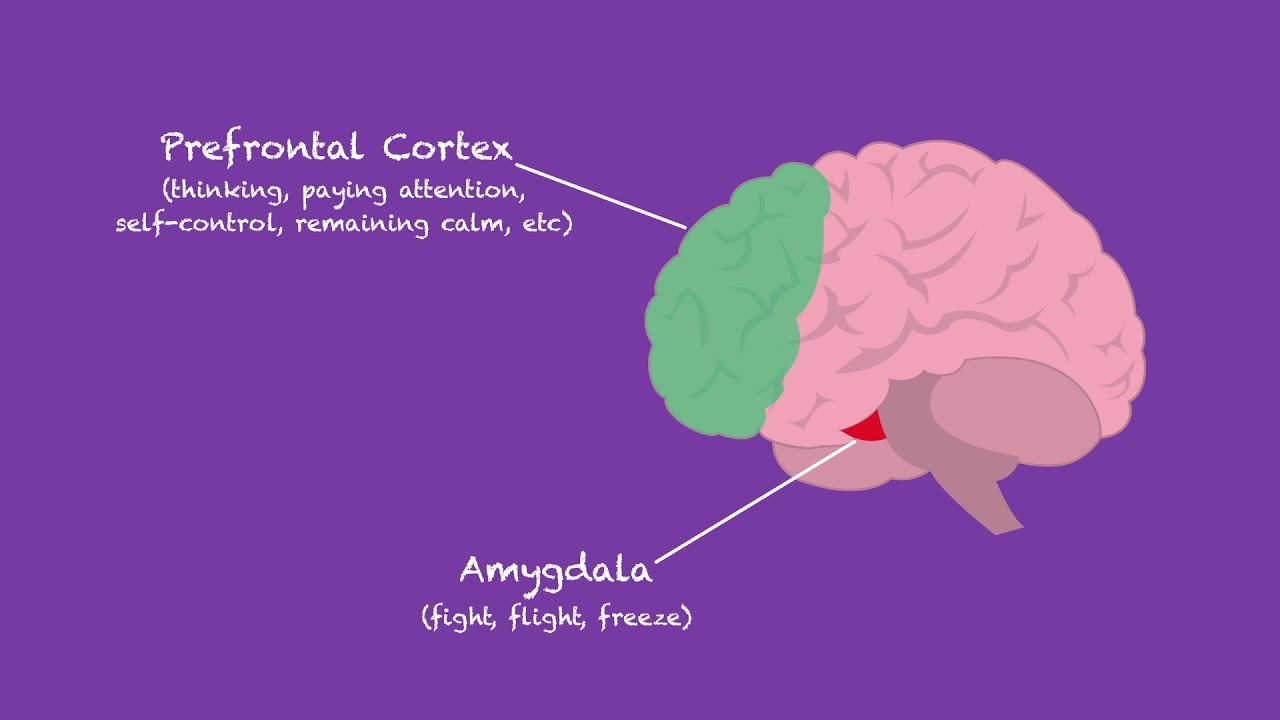 Prefrontal Cortex
(thinking, paying attention,
self-control, remaining calm, etc)
Amygdala
(fight, flight, freeze)